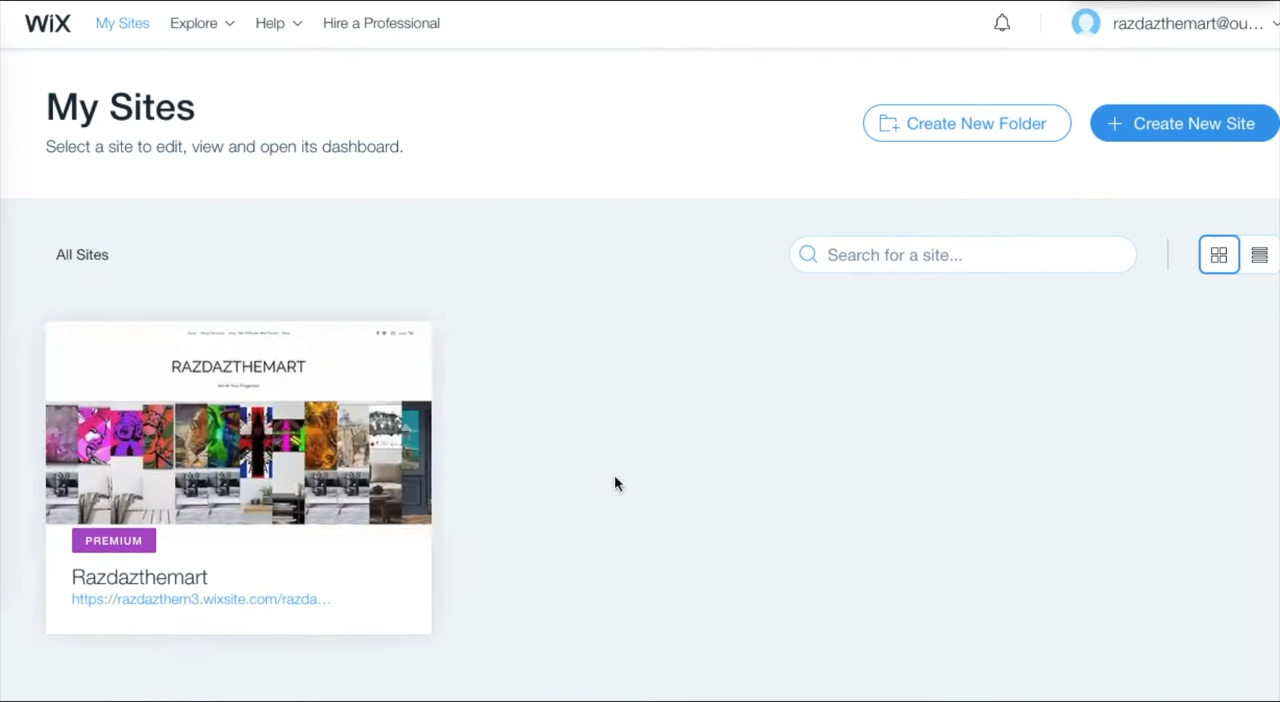 WiX My Sites Explore Help Hire a Professional razdazthemart@ou...
My Sites
Select a site to edit, view and open its dashboard.
Create New Folder
+ Create New Site
All Sites
Search for a site...
RAZDAZTHEMART
PREMIUM
Razdazthemart
https://razdazthem3.wixsite.com/razda...